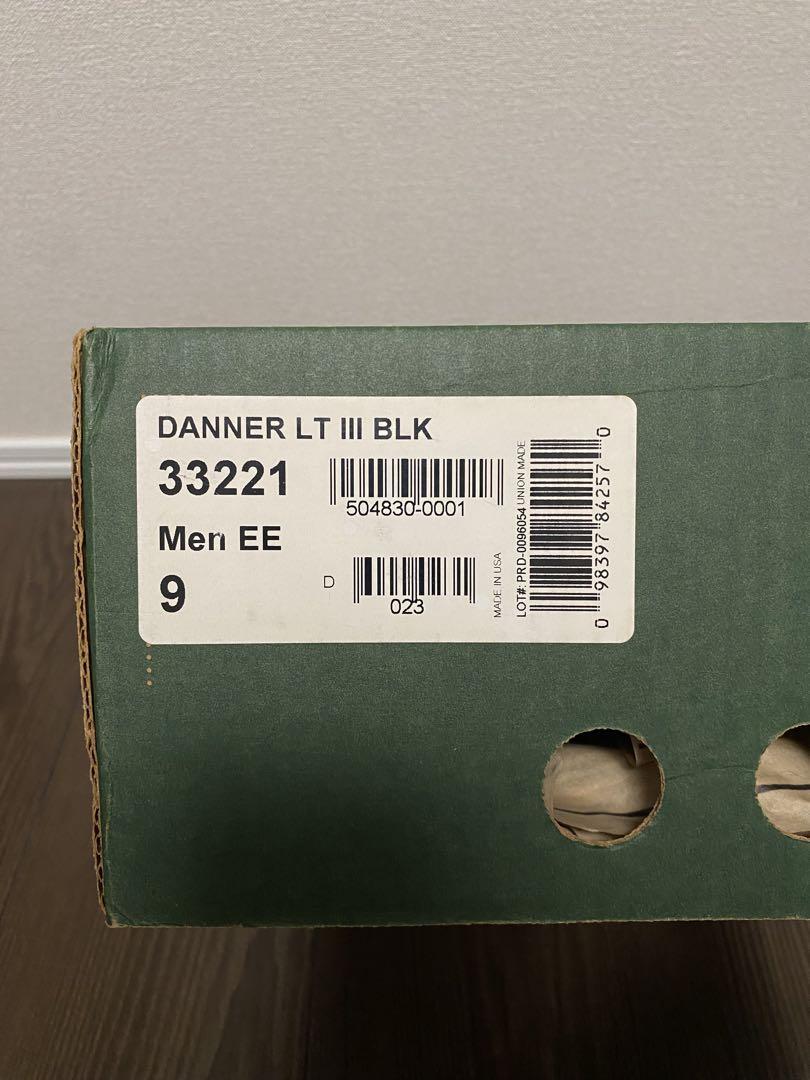 DANNER LT III BLK
33221
504830-0001
Men EE
9
D
023
MADE IN USA
LOT#: PRD-0096054 UNION MADE
0 98397 84257 0